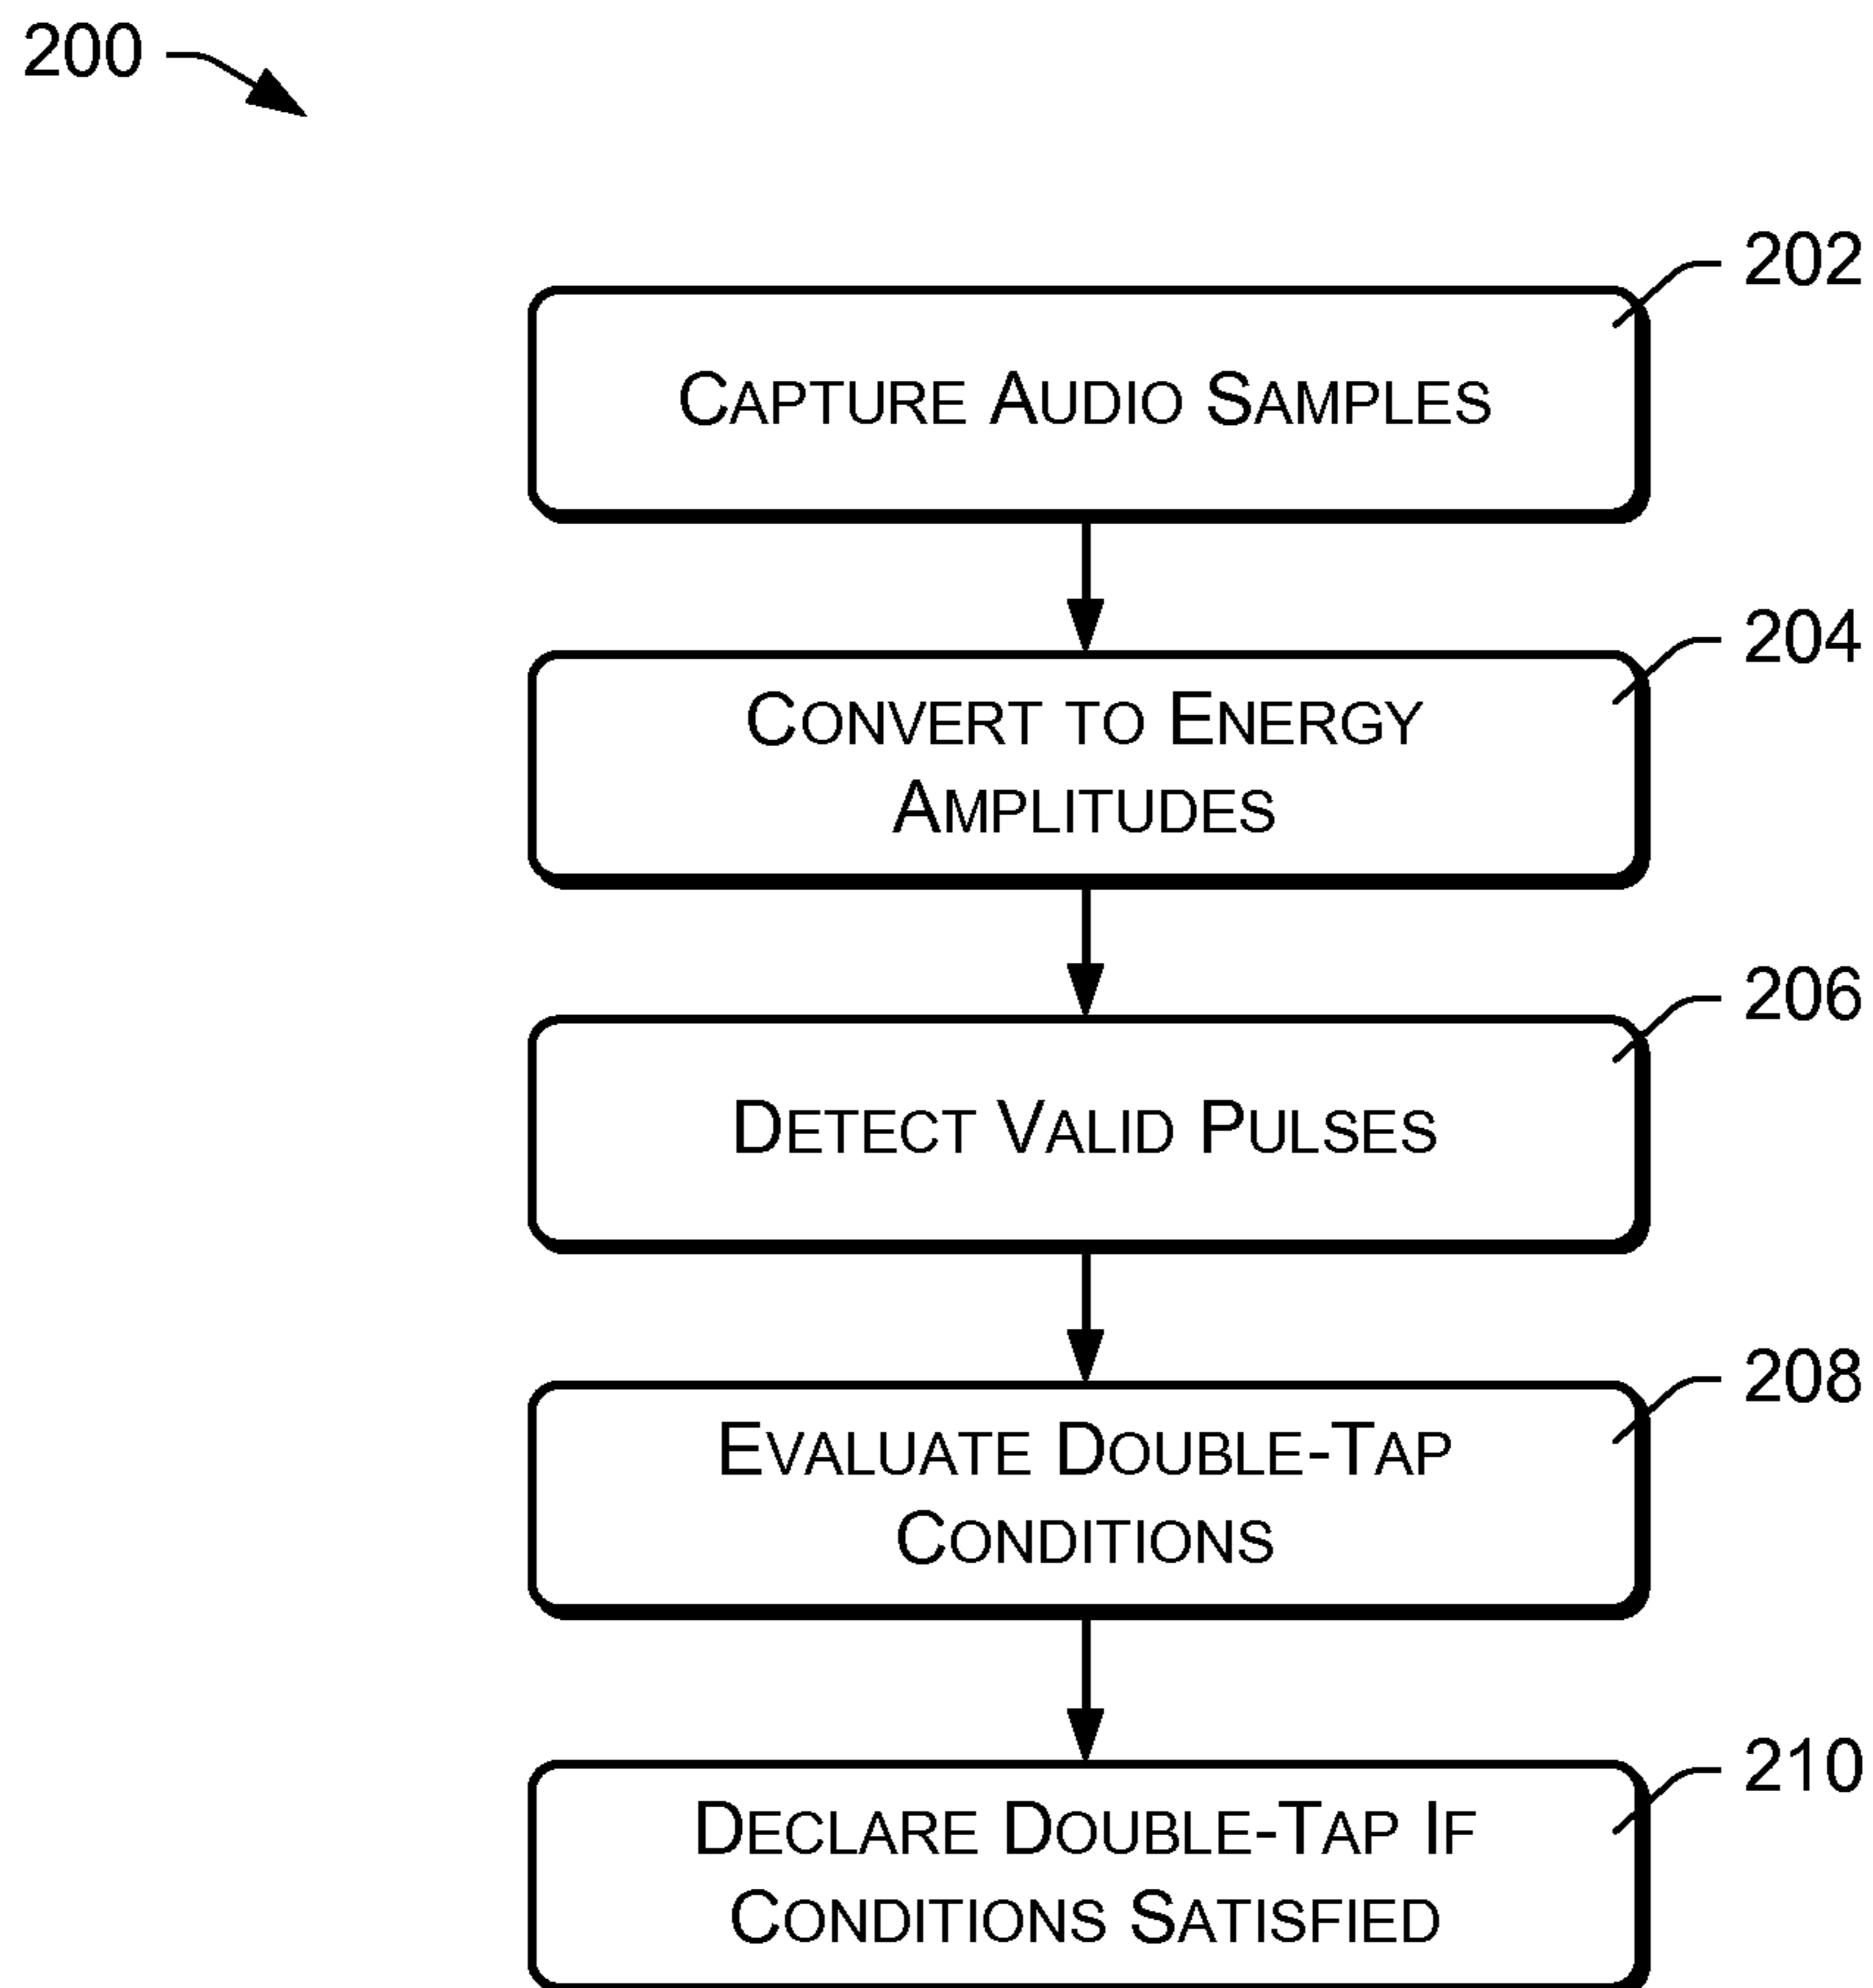 200
202
CAPTURE AUDIO SAMPLES
204
CONVERT TO ENERGY
AMPLITUDES
206
DETECT VALID PULSES
208
EVALUATE DOUBLE-TAP
CONDITIONS
210
DECLARE DOUBLE-TAP IF
CONDITIONS SATISFIED